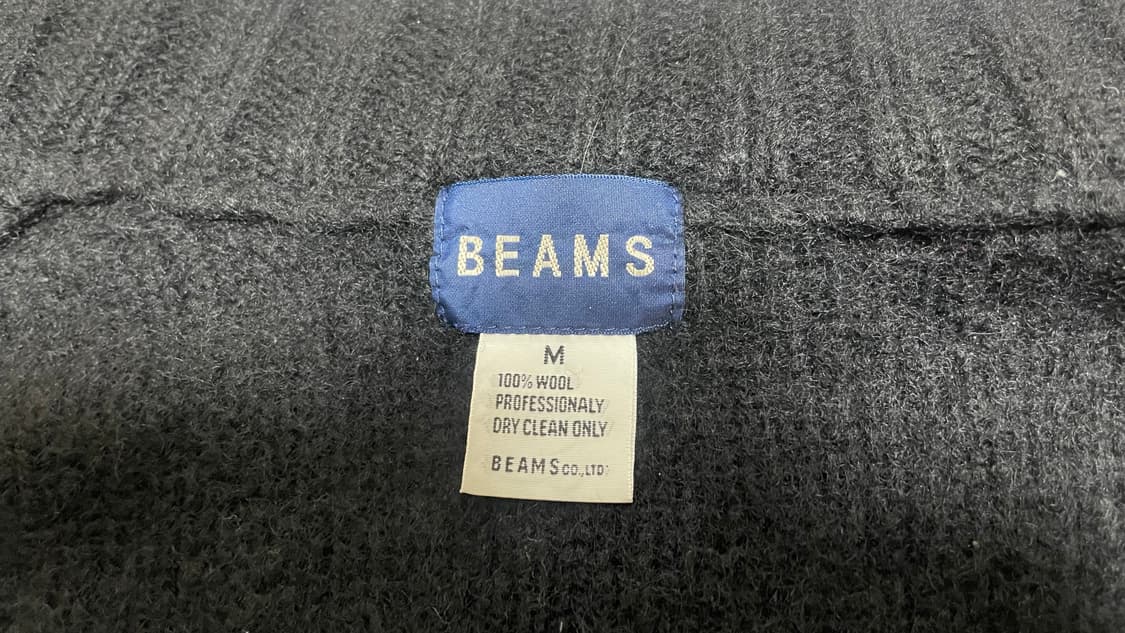 BEAMS
M
100% WOOL
PROFESSIONALY
DRY CLEAN ONLY
BEAMS CO.,LTD.